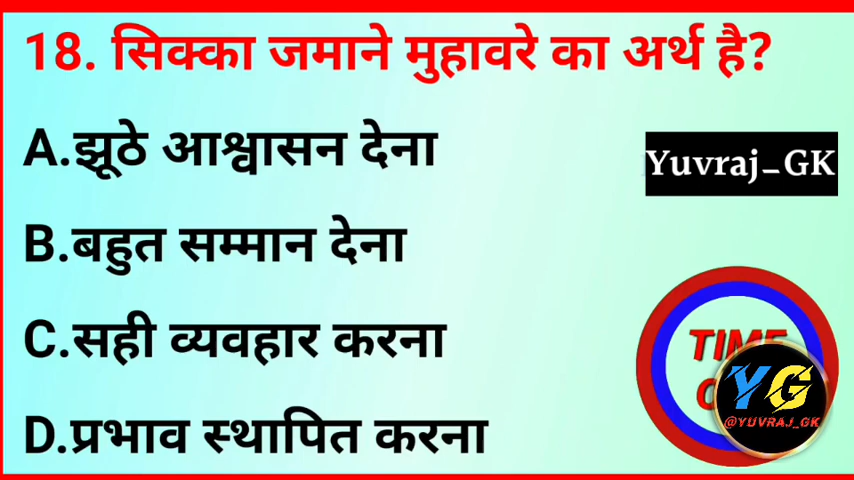 18. सिक्का जमाने मुहावरे का अर्थ है?
A.झूठे आश्वासन देना
Yuvraj_GK
B.बहुत सम्मान देना
C.सही व्यवहार करना
D.प्रभाव स्थापित करना
TIME
YG
@YUVRAJ_GK